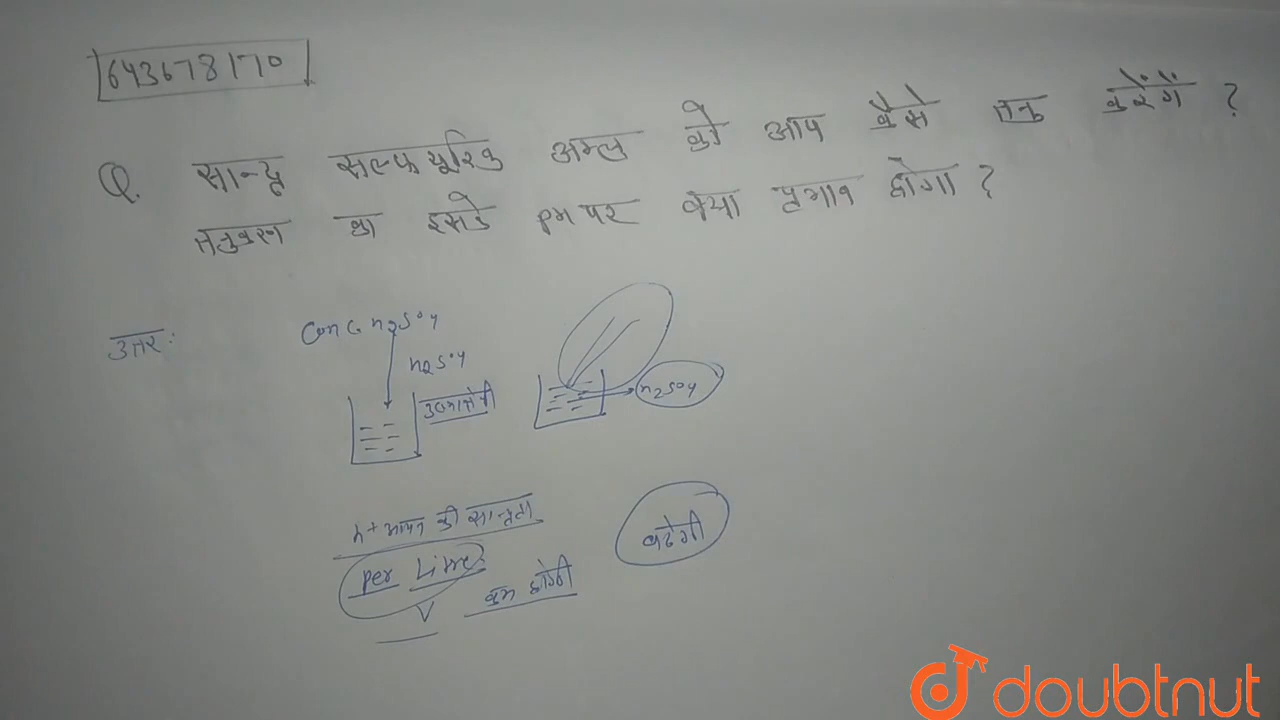 643678170
Q. सान्द्र सल्फ्यूरिक अम्ल को आप कैसे तनु करेंगें ?
तनुकरण का इसके PH पर क्या प्रभाव होगा ?
उत्तर:
Conc H2SO4
H2SO4
H2SO4
H+ आयन की सान्द्रता
per Litre
कम होगी
V
बढेगी
doubtnut